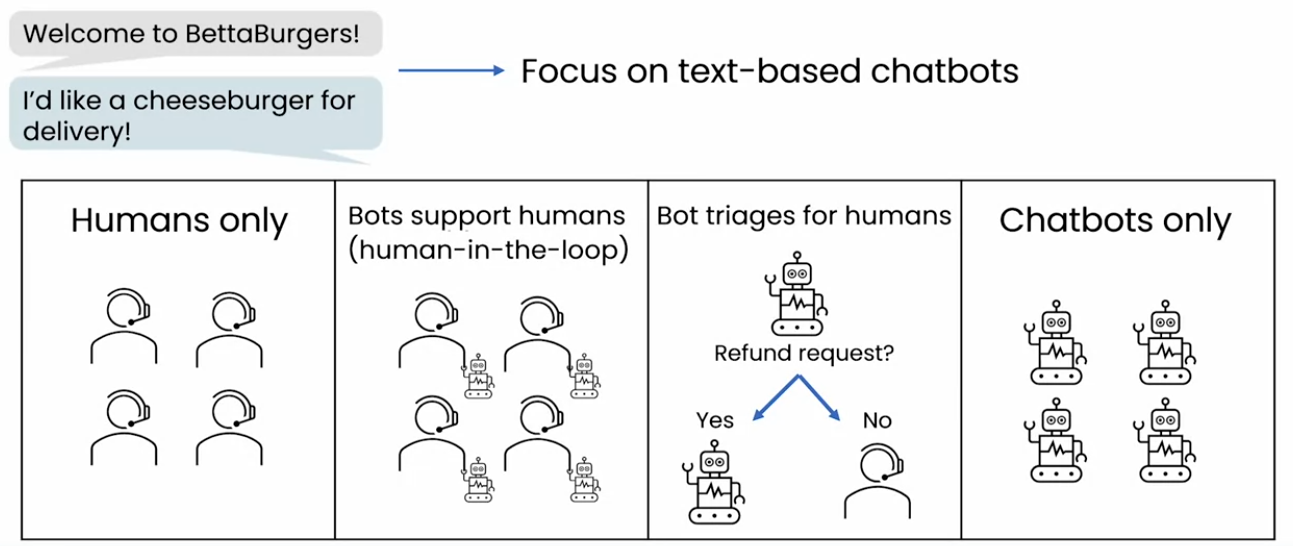 Welcome to BettaBurgers!
I'd like a cheeseburger for
delivery!
Focus on text-based chatbots
Humans only
Bots support humans
(human-in-the-loop)
Bot triages for humans
Refund request?
Yes
No
Chatbots only